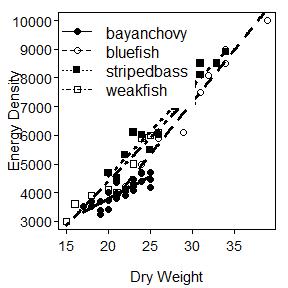 10000
9000
8000
7000
6000
5000
4000
3000
Energy Density
bayanchovy
bluefish
stripedbass
weakfish
15 20 25 30 35
Dry Weight